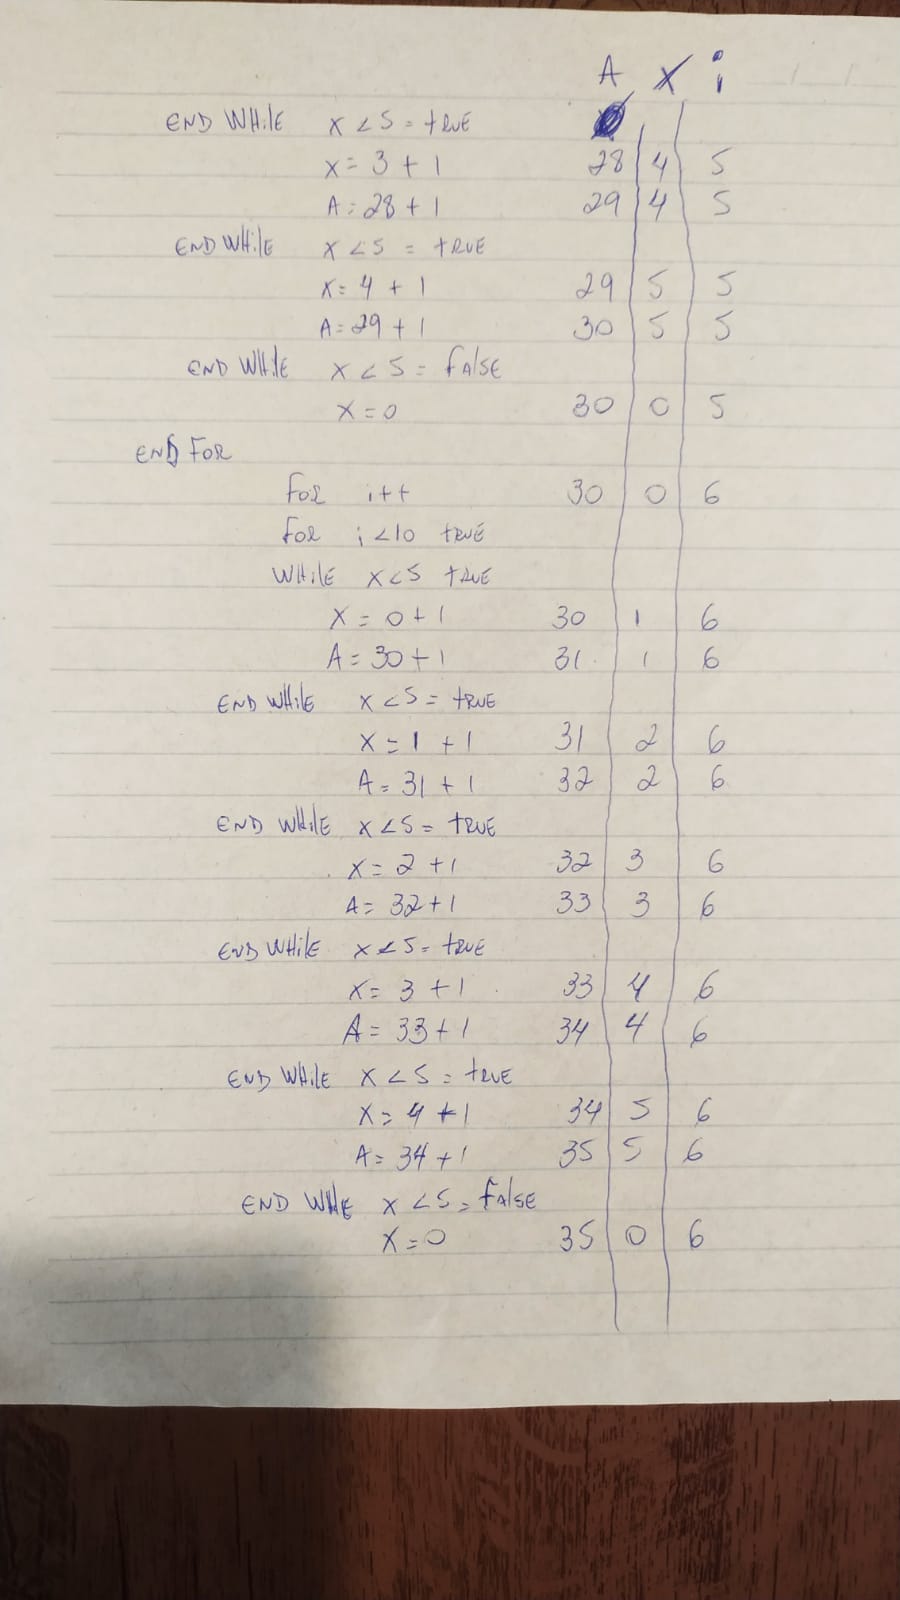 A X i
END WHilE X < 5 = tRUE
X = 3 + 1 28 4 5
A = 28 + 1 29 4 5
END WHilE X < 5 = tRUE
X = 4 + 1 29 5 5
A = 29 + 1 30 5 5
END WHilE X < 5 = fAlSE
X = 0 30 0 5
END FOR
foR i++ 30 0 6
foR i < 10 tRUE
WHilE X < 5 tRUE
X = 0 + 1 30 1 6
A = 30 + 1 31 1 6
END WHilE X < 5 = tRUE
X = 1 + 1 31 2 6
A = 31 + 1 32 2 6
END WHilE X < 5 = tRUE
X = 2 + 1 32 3 6
A = 32 + 1 33 3 6
END WHilE X < 5 = tRUE
X = 3 + 1 33 4 6
A = 33 + 1 34 4 6
END WHilE X < 5 = tRUE
X = 4 + 1 34 5 6
A = 34 + 1 35 5 6
END WHlE X < 5 = fAlSE
X = 0 35 0 6